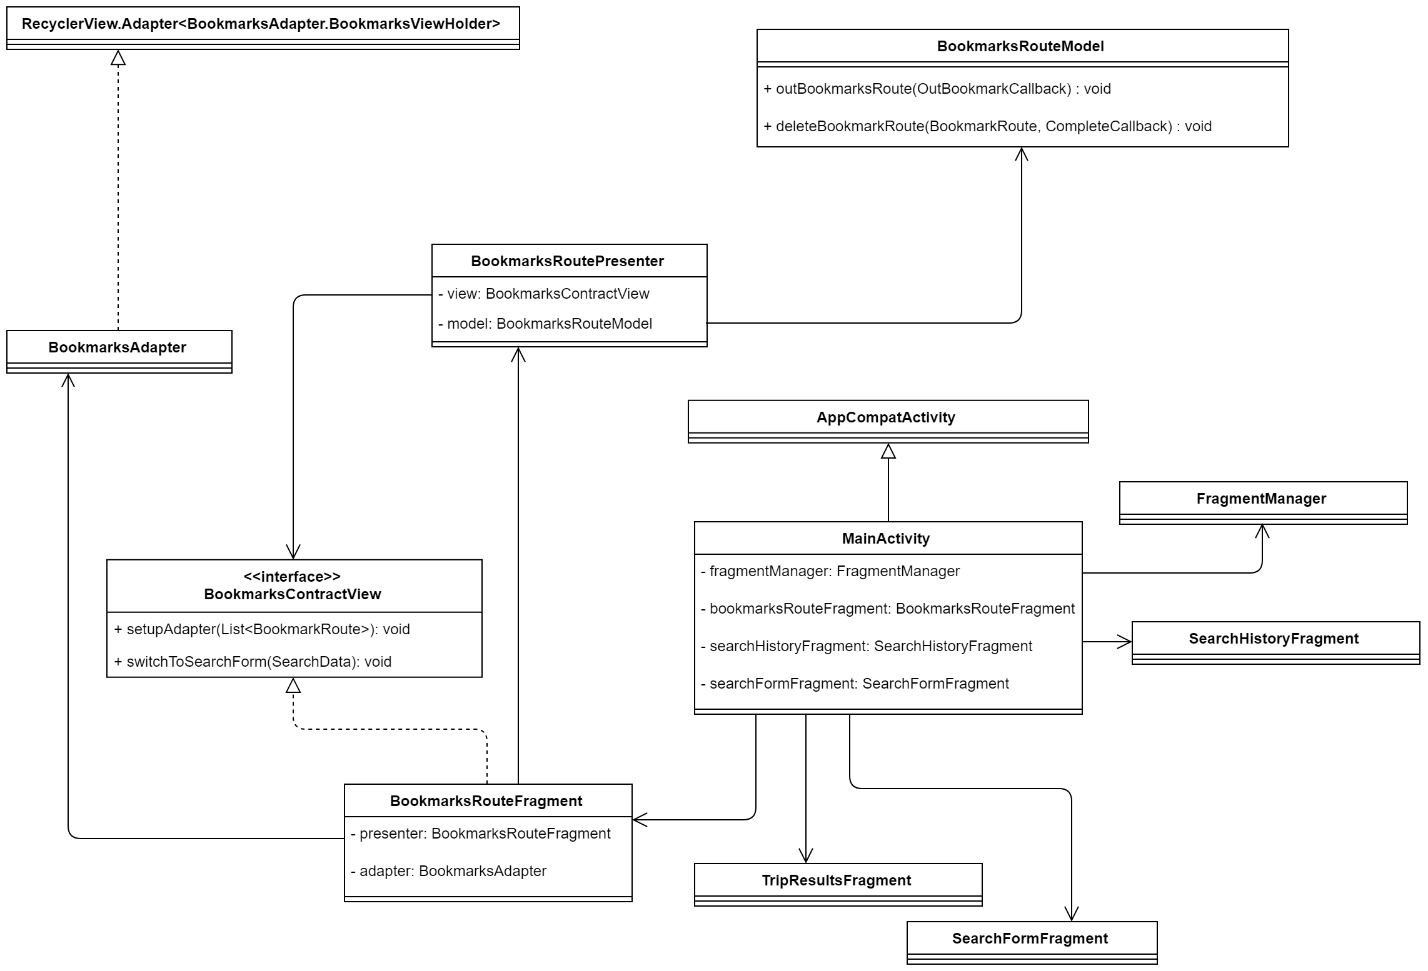 RecyclerView.Adapter<BookmarksAdapter.BookmarksViewHolder>
BookmarksRouteModel
+ outBookmarksRoute(OutBookmarkCallback) : void
+ deleteBookmarkRoute(BookmarkRoute, CompleteCallback) : void
BookmarksRoutePresenter
- view: BookmarksContractView
- model: BookmarksRouteModel
BookmarksAdapter
AppCompatActivity
FragmentManager
MainActivity
- fragmentManager: FragmentManager
- bookmarksRouteFragment: BookmarksRouteFragment
- searchHistoryFragment: SearchHistoryFragment
- searchFormFragment: SearchFormFragment
<<interface>>
BookmarksContractView
+ setupAdapter(List<BookmarkRoute>): void
+ switchToSearchForm(SearchData): void
SearchHistoryFragment
BookmarksRouteFragment
- presenter: BookmarksRouteFragment
- adapter: BookmarksAdapter
TripResultsFragment
SearchFormFragment